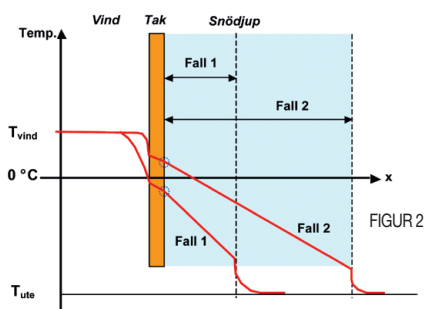 Vind Tak Snödjup
Temp.
Fall 1
Fall 2
Tvind
0 °C
x
FIGUR 2
Fall 1
Fall 2
Tute